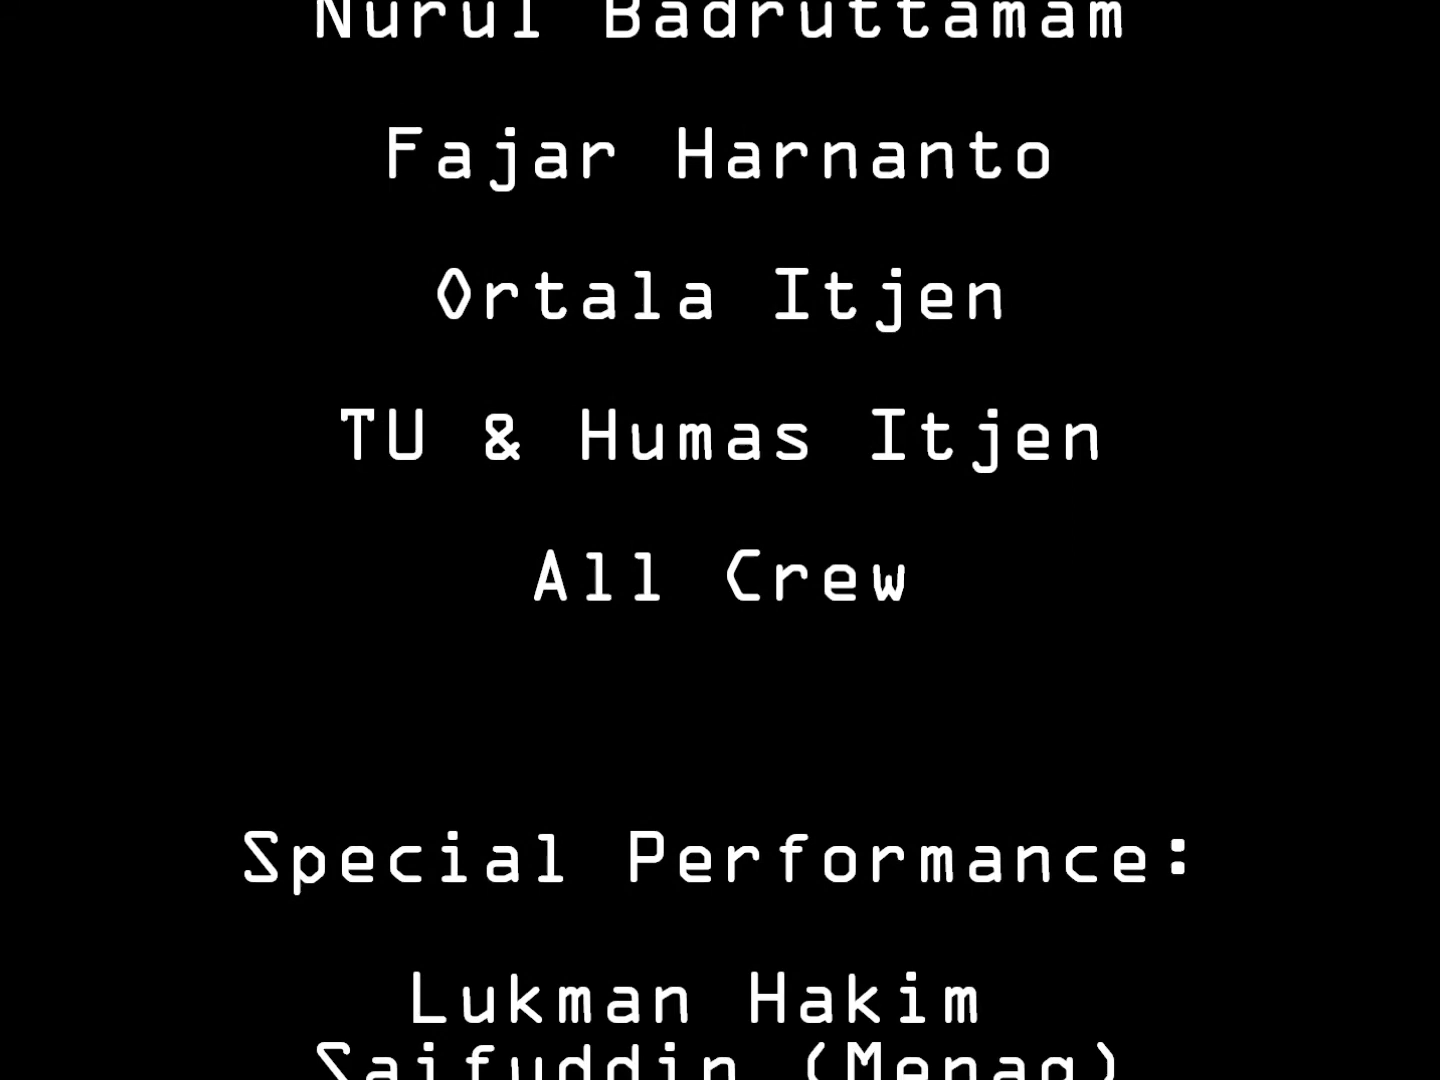 Nurul Badruttamam
Fajar Harnanto
Ortala Itjen
TU & Humas Itjen
All Crew
Special Performance:
Lukman Hakim
Saifuddin (Menag)